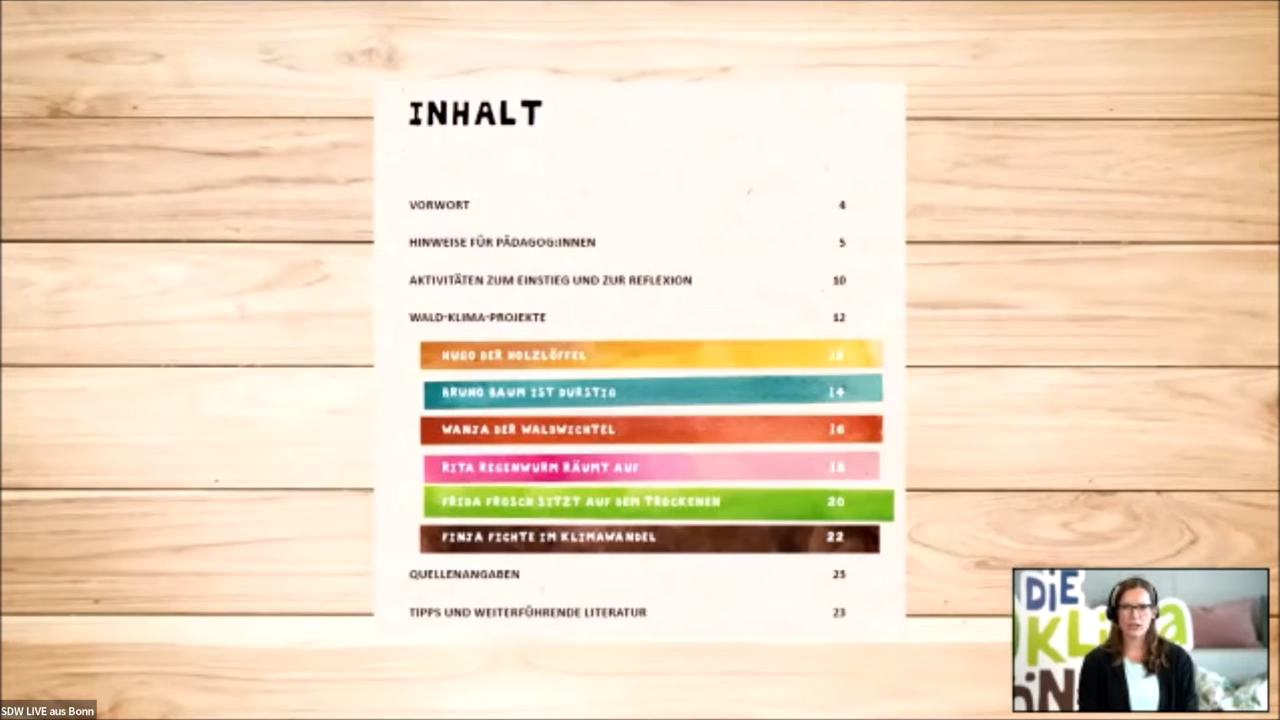 INHALT
VORWORT 4
HINWEISE FÜR PÄDAGOG:INNEN 5
AKTIVITÄTEN ZUM EINSTIEG UND ZUR REFLEXION 10
WALD-KLIMA-PROJEKTE 12
HUGO DER HOLZLÖFFEL
BRUNO BAUM IST DURSTIG 14
WANJA DER WALDWICHTEL 16
RITA REGENWURM RÄUMT AUF 18
FRIDA FROSCH SITZT AUF DEM TROCKENEN 20
FINJA FICHTE IM KLIMAWANDEL 22
QUELLENANGABEN 23
TIPPS UND WEITERFÜHRENDE LITERATUR 23
DiE
KLima
SDW LIVE aus Bonn